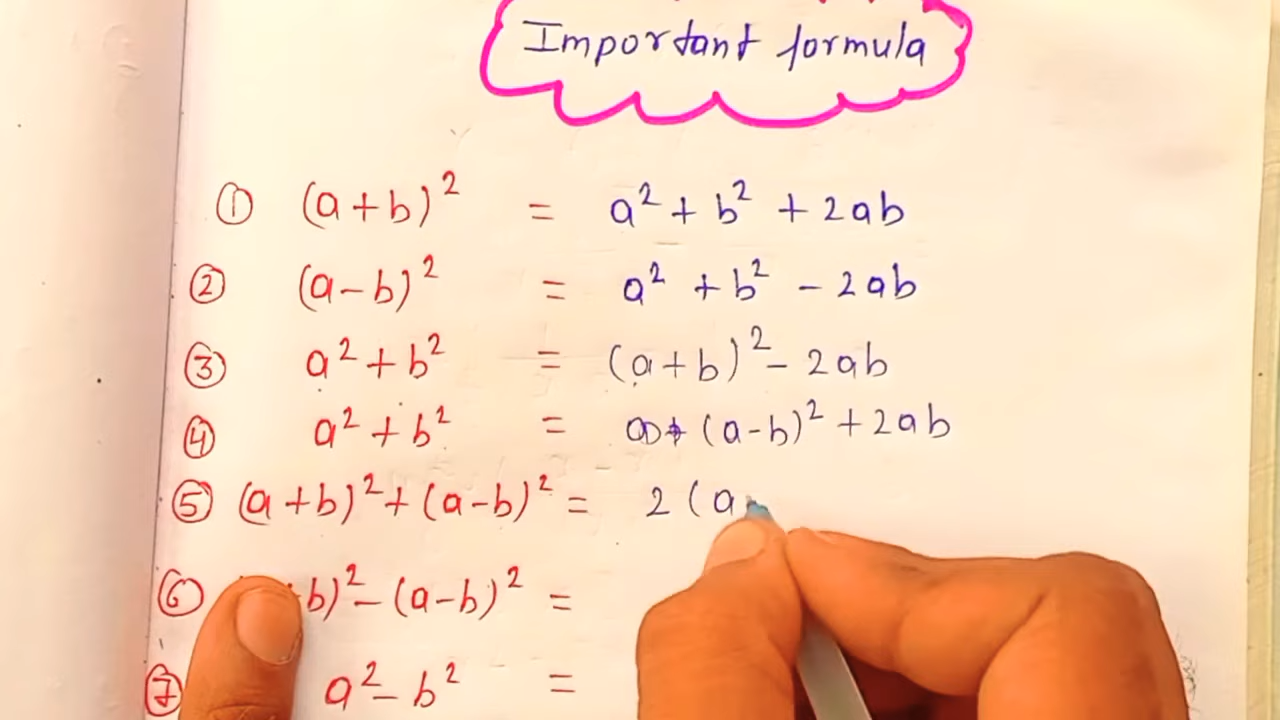 Important formula
① (a+b)² = a² + b² + 2ab
② (a-b)² = a² + b² - 2ab
③ a² + b² = (a+b)² - 2ab
④ a² + b² = (a-b)² + 2ab
⑤ (a+b)² + (a-b)² = 2(a
⑥ b)² - (a-b)² =
⑦ a² - b² =